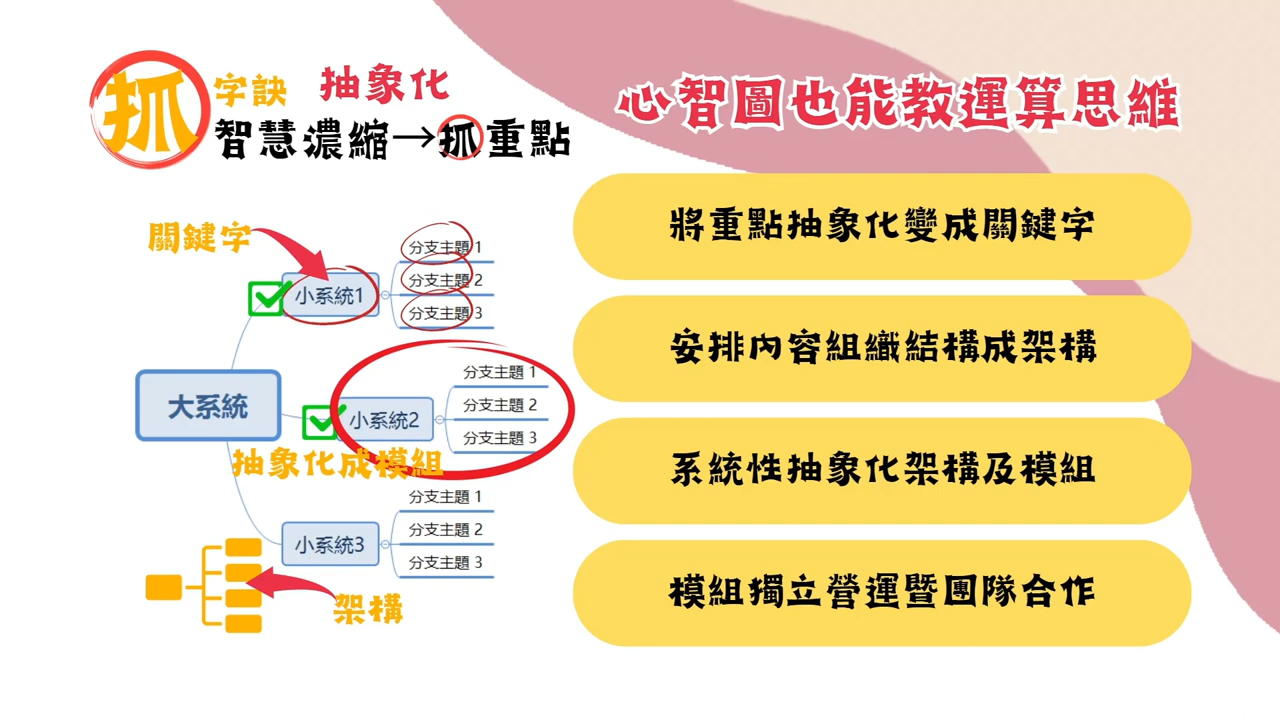 抓字訣 抽象化
智慧濃縮→抓重點
心智圖也能教運算思維
關鍵字
大系統
小系統1
分支主題 1
分支主題 2
分支主題 3
小系統2
分支主題 1
分支主題 2
分支主題 3
抽象化成模組
小系統3
分支主題 1
分支主題 2
分支主題 3
架構
將重點抽象化變成關鍵字
安排內容組織結構成架構
系統性抽象化架構及模組
模組獨立營運暨團隊合作